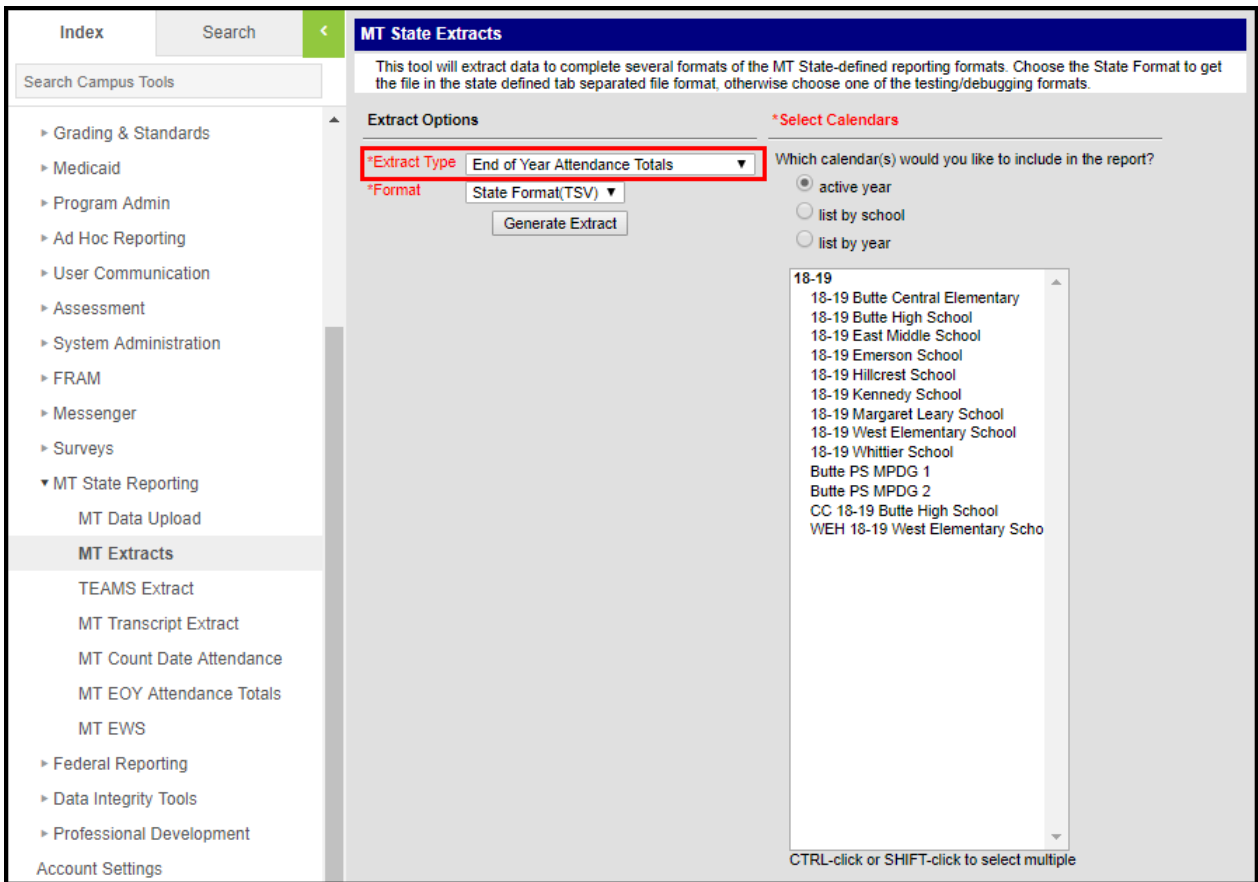 Index
Search
<
Search Campus Tools
▸ Grading & Standards
▸ Medicaid
▸ Program Admin
▸ Ad Hoc Reporting
▸ User Communication
▸ Assessment
▸ System Administration
▸ FRAM
▸ Messenger
▸ Surveys
▾ MT State Reporting
MT Data Upload
MT Extracts
TEAMS Extract
MT Transcript Extract
MT Count Date Attendance
MT EOY Attendance Totals
MT EWS
▸ Federal Reporting
▸ Data Integrity Tools
▸ Professional Development
Account Settings
MT State Extracts
This tool will extract data to complete several formats of the MT State-defined reporting formats. Choose the State Format to get
the file in the state defined tab separated file format, otherwise choose one of the testing/debugging formats.
Extract Options
*Extract Type End of Year Attendance Totals ▼
*Format State Format(TSV) ▼
Generate Extract
*Select Calendars
Which calendar(s) would you like to include in the report?
active year
list by school
list by year
18-19
18-19 Butte Central Elementary
18-19 Butte High School
18-19 East Middle School
18-19 Emerson School
18-19 Hillcrest School
18-19 Kennedy School
18-19 Margaret Leary School
18-19 West Elementary School
18-19 Whittier School
Butte PS MPDG 1
Butte PS MPDG 2
CC 18-19 Butte High School
WEH 18-19 West Elementary Scho
CTRL-click or SHIFT-click to select multiple